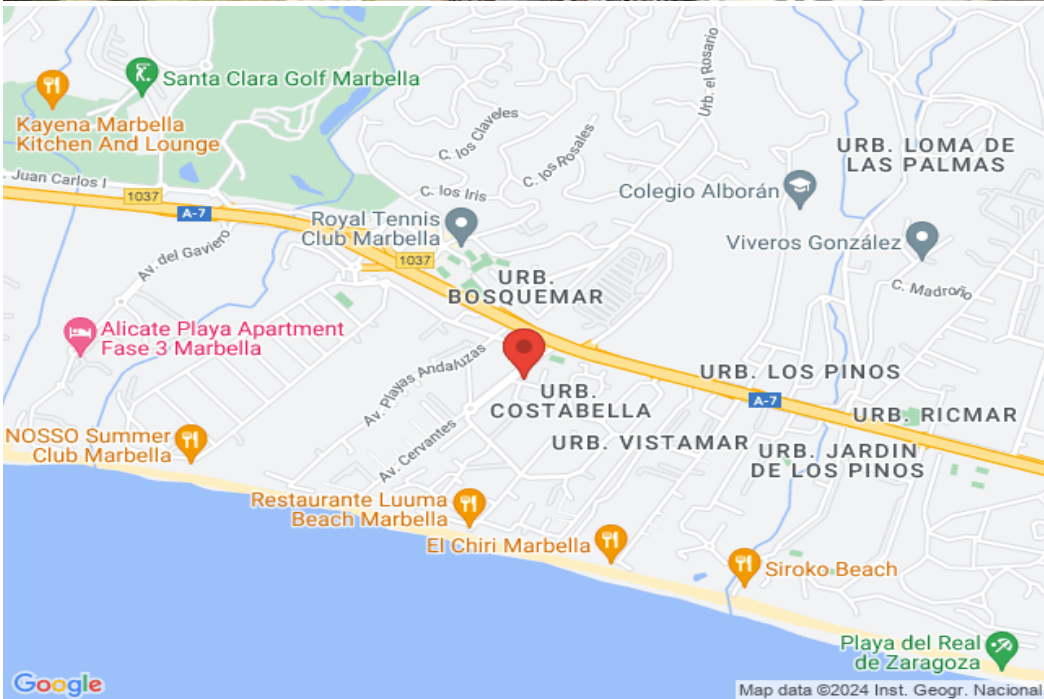 Santa Clara Golf Marbella
Kayena Marbella
Kitchen And Lounge
Urb. el Rosario
C. los Claveles
C. los Rosales
URB. LOMA DE
LAS PALMAS
Juan Carlos I
1037
A-7
C. los Iris
Colegio Alborán
Royal Tennis
Club Marbella
Av. del Gaviero
1037
Viveros González
URB.
BOSQUEMAR
C. Madroño
Alicate Playa Apartment
Fase 3 Marbella
Av. Playas Andaluzas
URB. LOS PINOS
URB.
COSTABELLA
A-7
URB. RICMAR
NOSSO Summer
Club Marbella
Av. Cervantes
URB. VISTAMAR
URB. JARDIN
DE LOS PINOS
Restaurante Luuma
Beach Marbella
El Chiri Marbella
Siroko Beach
Playa del Real
de Zaragoza
Google
Map data ©2024 Inst. Geogr. Nacional